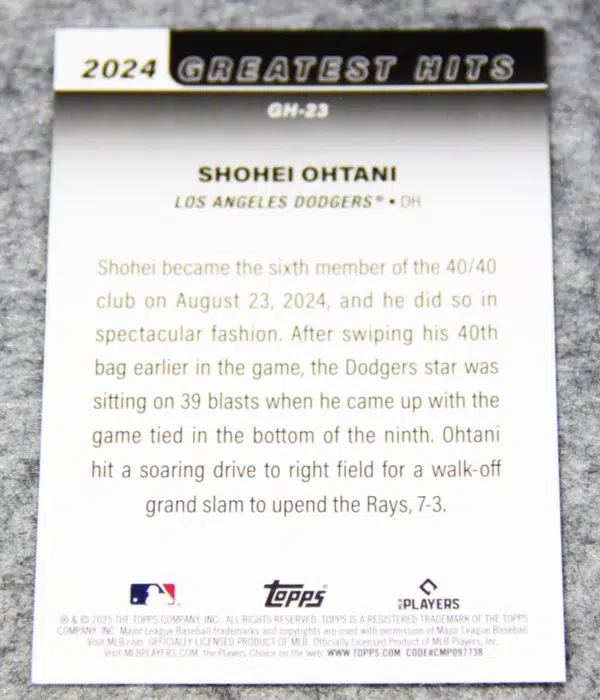 2024 GREATEST HITS
GH-23
SHOHEI OHTANI
LOS ANGELES DODGERS® • DH
Shohei became the sixth member of the 40/40
club on August 23, 2024, and he did so in
spectacular fashion. After swiping his 40th
bag earlier in the game, the Dodgers star was
sitting on 39 blasts when he came up with the
game tied in the bottom of the ninth. Ohtani
hit a soaring drive to right field for a walk-off
grand slam to upend the Rays, 7-3.
TOPPS
MLB PLAYERS
® & © 2025 THE TOPPS COMPANY, INC. ALL RIGHTS RESERVED. TOPPS IS A REGISTERED TRADEMARK OF THE TOPPS
COMPANY, INC. Major League Baseball trademarks and copyrights are used with permission of Major League Baseball.
Visit MLB.com. OFFICIALLY LICENSED PRODUCT OF MLB Players, Inc.
Visit MLBPLAYERS.COM, the Players Choice on the web. WWW.TOPPS.COM CODE#CMP097738